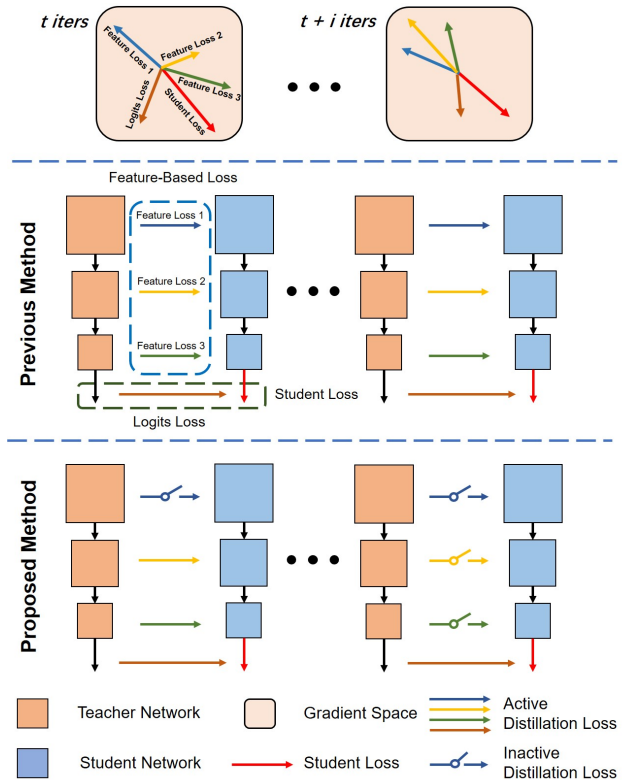 t iters
t + i iters
Feature Loss 1
Feature Loss 2
Feature Loss 3
Logits Loss
Student Loss
Feature-Based Loss
Previous Method
Feature Loss 1
Feature Loss 2
Feature Loss 3
Student Loss
Logits Loss
Proposed Method
Teacher Network
Gradient Space
Active
Distillation Loss
Student Network
Student Loss
Inactive
Distillation Loss